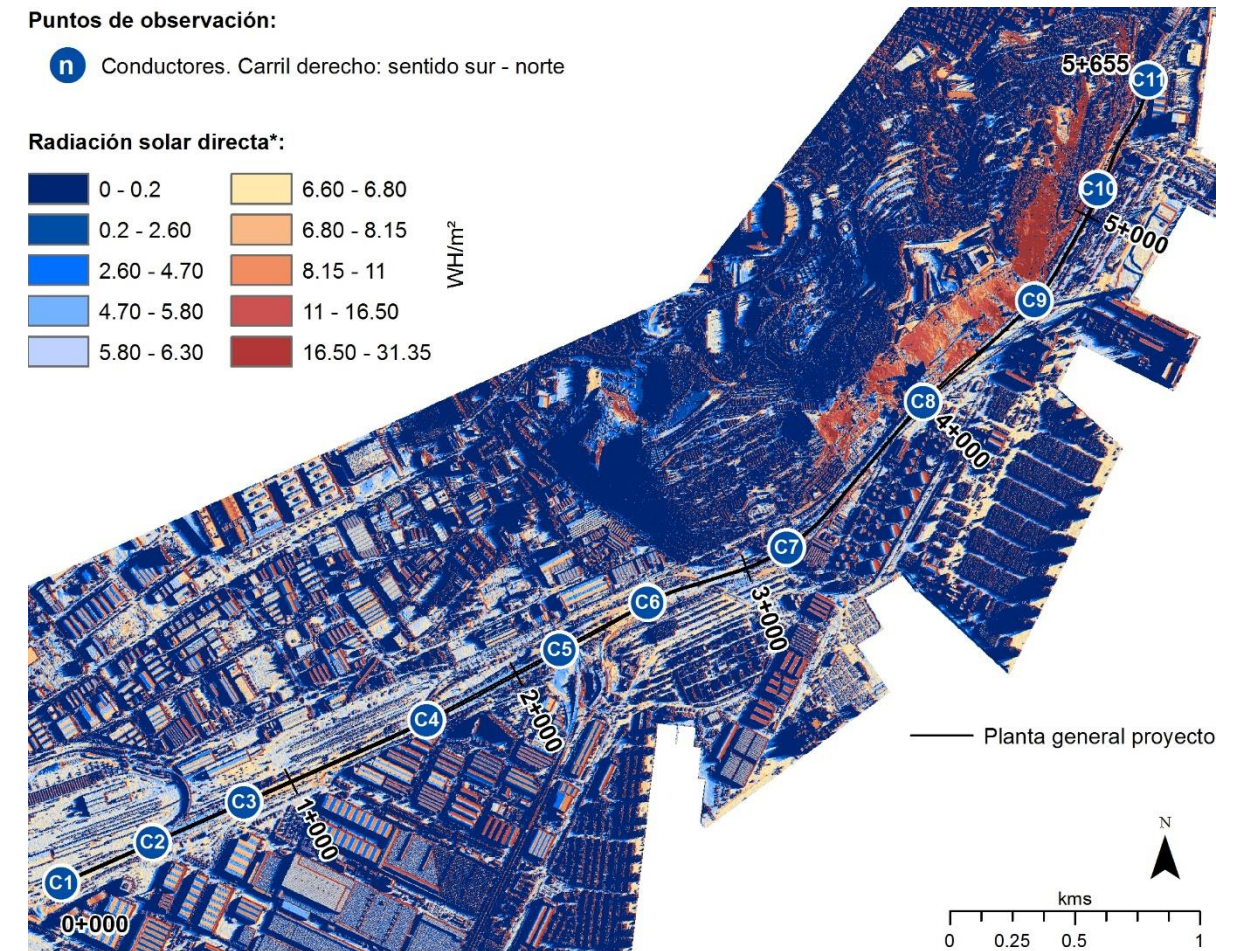 Puntos de observación:
n Conductores. Carril derecho: sentido sur - norte
Radiación solar directa*:
0 - 0.2
0.2 - 2.60
2.60 - 4.70
4.70 - 5.80
5.80 - 6.30
6.60 - 6.80
6.80 - 8.15
8.15 - 11
11 - 16.50
16.50 - 31.35
WH/m²
5+655
C11
C10
5+000
C9
C8
4+000
C7
3+000
C6
C5
2+000
C4
C3
1+000
C2
C1
0+000
Planta general proyecto
N
kms
0 0.25 0.5 1